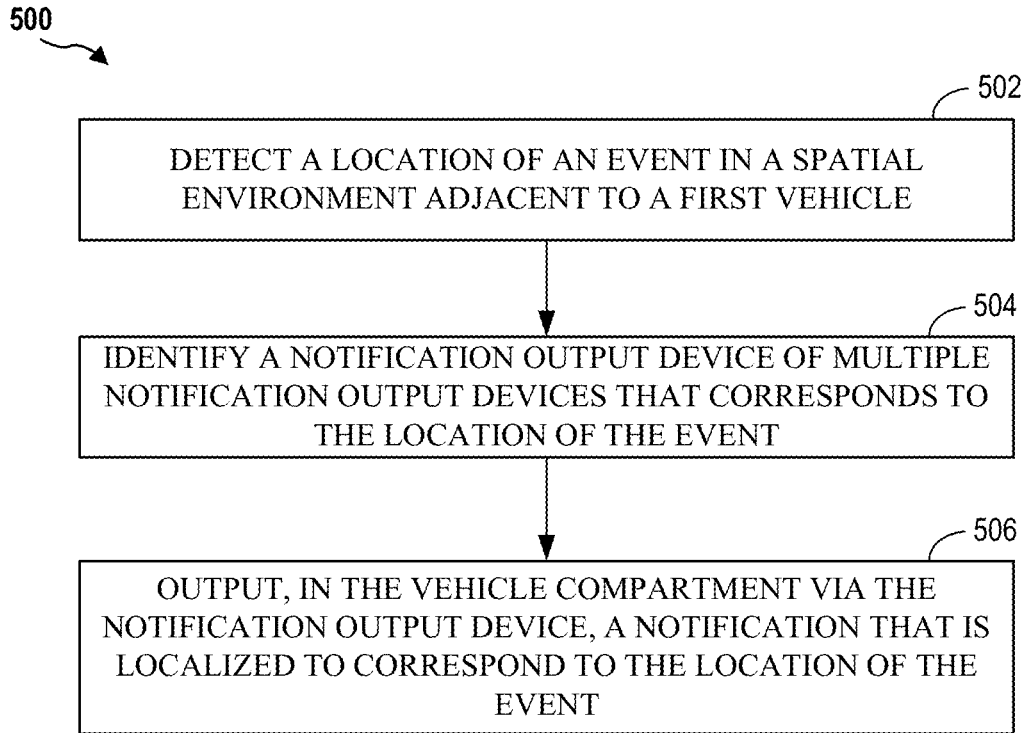 500
502
DETECT A LOCATION OF AN EVENT IN A SPATIAL
ENVIRONMENT ADJACENT TO A FIRST VEHICLE
504
IDENTIFY A NOTIFICATION OUTPUT DEVICE OF MULTIPLE
NOTIFICATION OUTPUT DEVICES THAT CORRESPONDS TO
THE LOCATION OF THE EVENT
506
OUTPUT, IN THE VEHICLE COMPARTMENT VIA THE
NOTIFICATION OUTPUT DEVICE, A NOTIFICATION THAT IS
LOCALIZED TO CORRESPOND TO THE LOCATION OF THE
EVENT